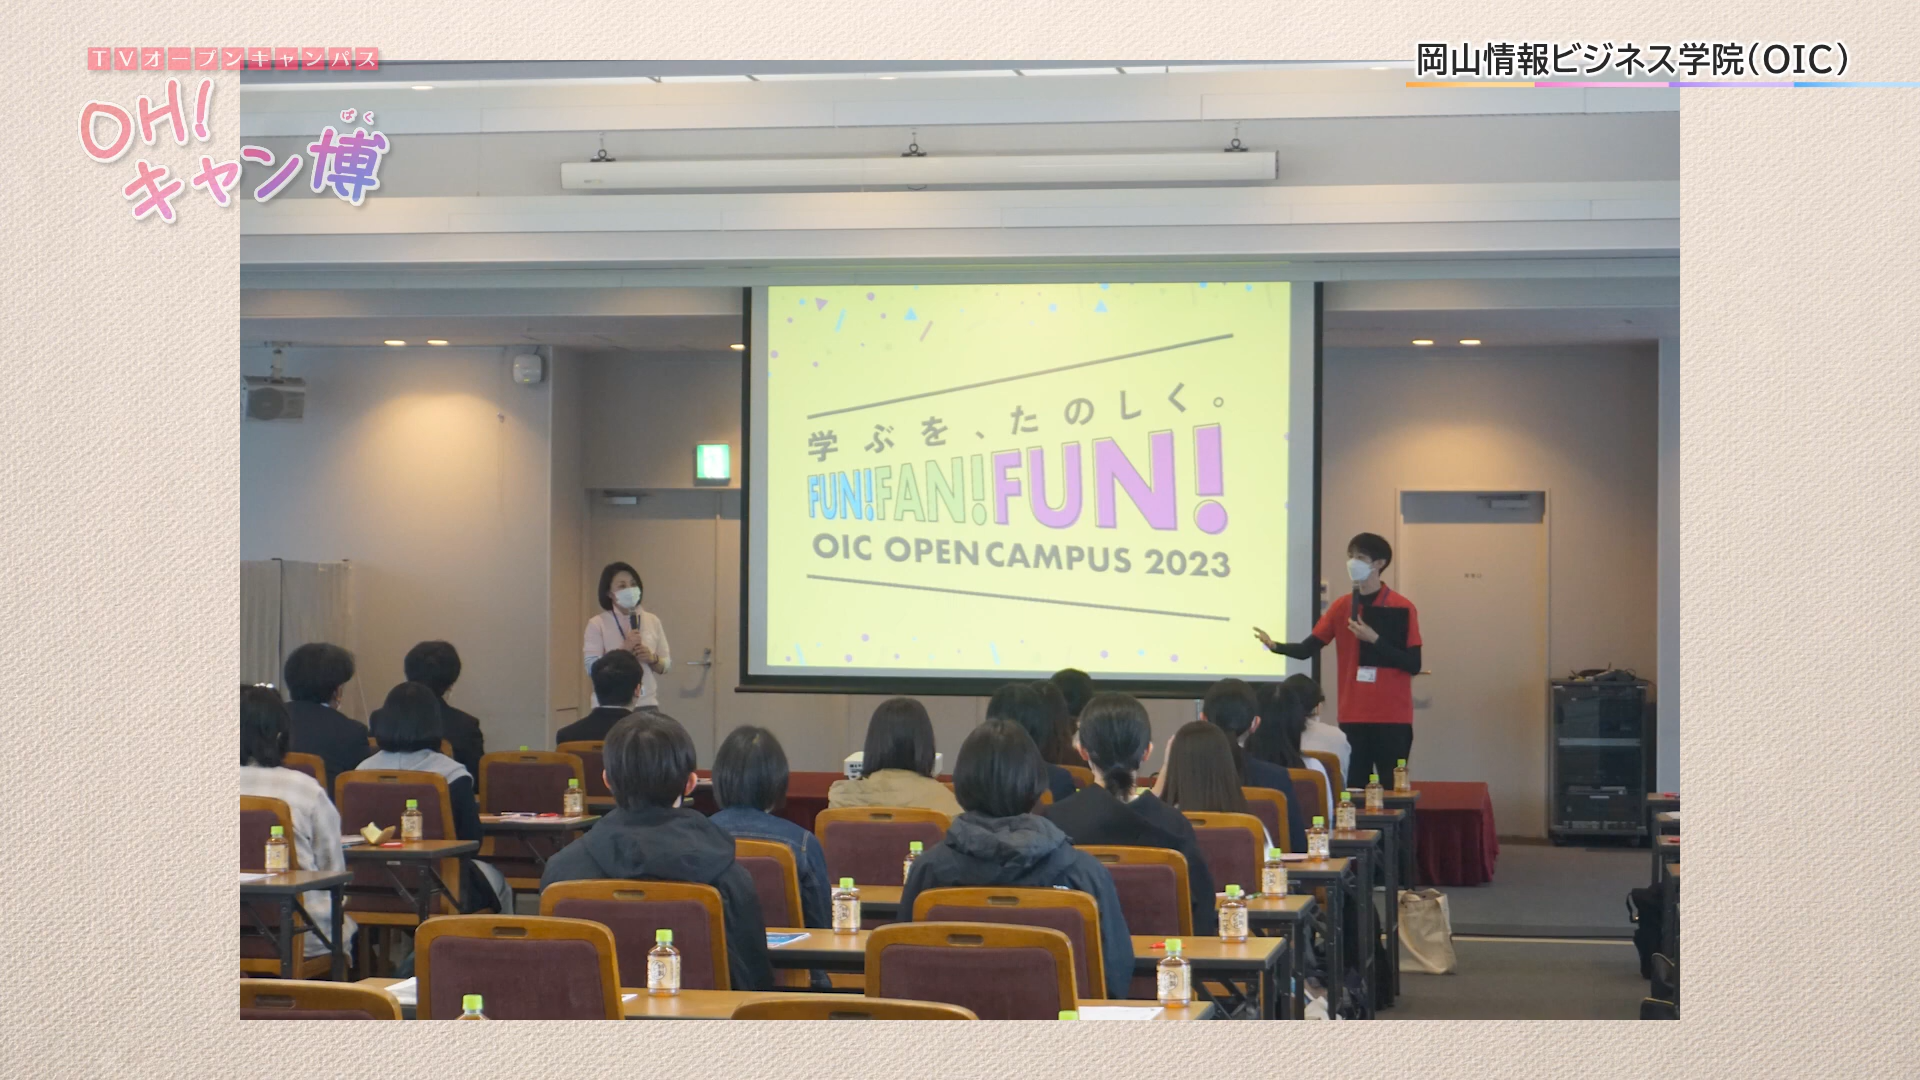 TVオープンキャンパス
OH!
ばく
キャン博
岡山情報ビジネス学院(OIC)
学ぶを、たのしく。
FUN!FAN!FUN!
OIC OPEN CAMPUS 2023